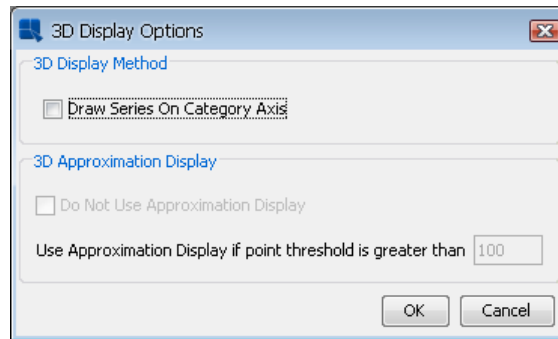 3D Display Options
3D Display Method
Draw Series On Category Axis
3D Approximation Display
Do Not Use Approximation Display
Use Approximation Display if point threshold is greater than 100
OK Cancel